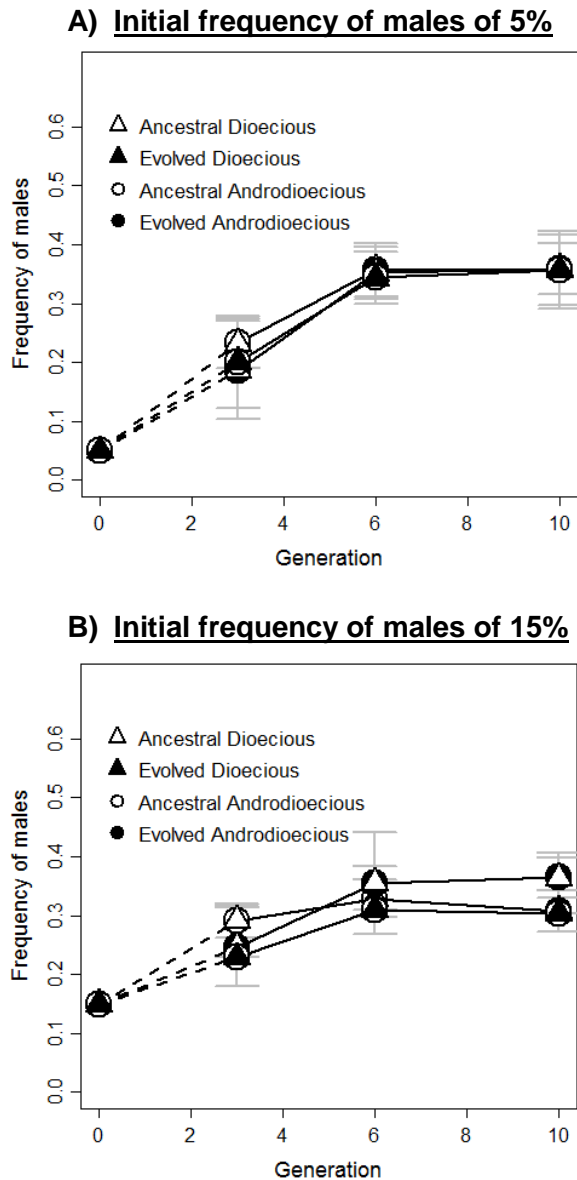 A) Initial frequency of males of 5%
Frequency of males
0.0 0.1 0.2 0.3 0.4 0.5 0.6
Ancestral Dioecious
Evolved Dioecious
Ancestral Androdioecious
Evolved Androdioecious
0 2 4 6 8 10
Generation
B) Initial frequency of males of 15%
Frequency of males
0.0 0.1 0.2 0.3 0.4 0.5 0.6
Ancestral Dioecious
Evolved Dioecious
Ancestral Androdioecious
Evolved Androdioecious
0 2 4 6 8 10
Generation